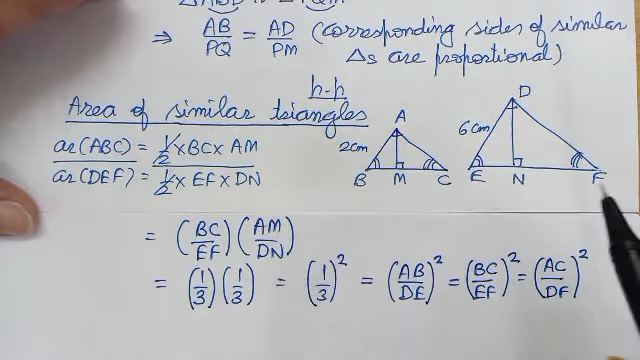 ΔABD ~ ΔPQM
⇒ AB/PQ = AD/PM (corresponding sides of similar
Δs are proportional)
h-h
Area of similar triangles
ar(ABC) = 1/2 × BC × AM
ar(DEF) = 1/2 × EF × DN
A
2cm
B M C
D
6cm
E N F
= (BC/EF) (AM/DN)
= (1/3) (1/3) = (1/3)² = (AB/DE)² = (BC/EF)² = (AC/DF)²